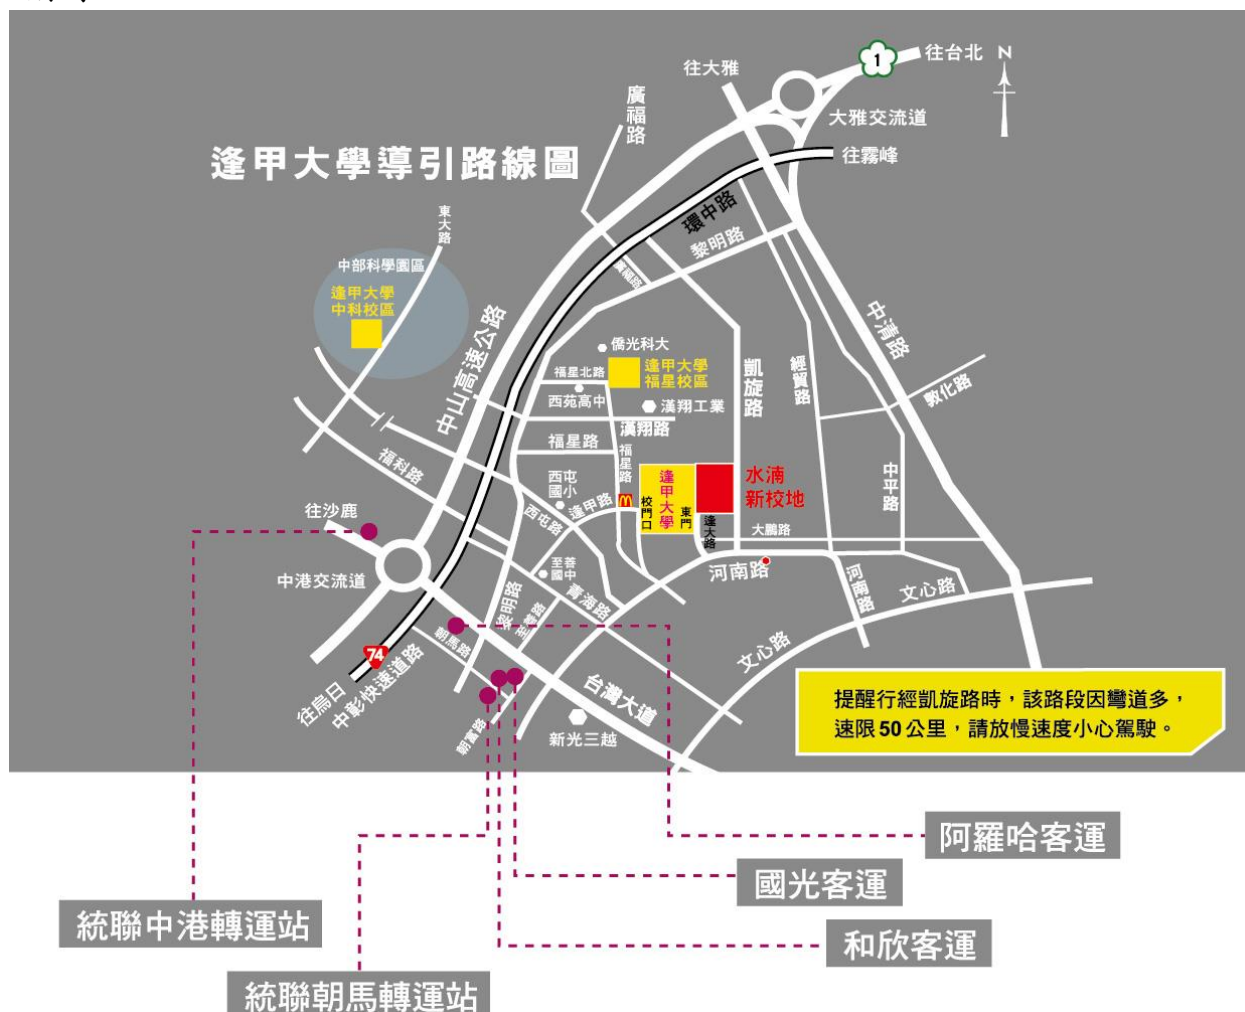 往台北
1
N
往大雅
大雅交流道
廣福路
往霧峰
逢甲大學導引路線圖
環中路
東大路
黎明路
中部科學園區
廣福路
逢甲大學
中科校區
中山高速公路
中清路
僑光科大
逢甲大學
福星校區
凱旋路
經貿路
敦化路
福星北路
西苑高中
漢翔工業
漢翔路
福星路
福星路
福科路
西屯
國小
逢甲路
校門口
逢甲大學
東門
水湳
新校地
中平路
西屯路
逢大路
大鵬路
往沙鹿
中港交流道
至善
國中
河南路
河南路
文心路
青海路
黎明路
至善路
朝馬路
文心路
74
往烏日
中彰快速道路
台灣大道
朝富路
新光三越
提醒行經凱旋路時，該路段因彎道多，
速限50公里，請放慢速度小心駕駛。
阿羅哈客運
國光客運
統聯中港轉運站
和欣客運
統聯朝馬轉運站